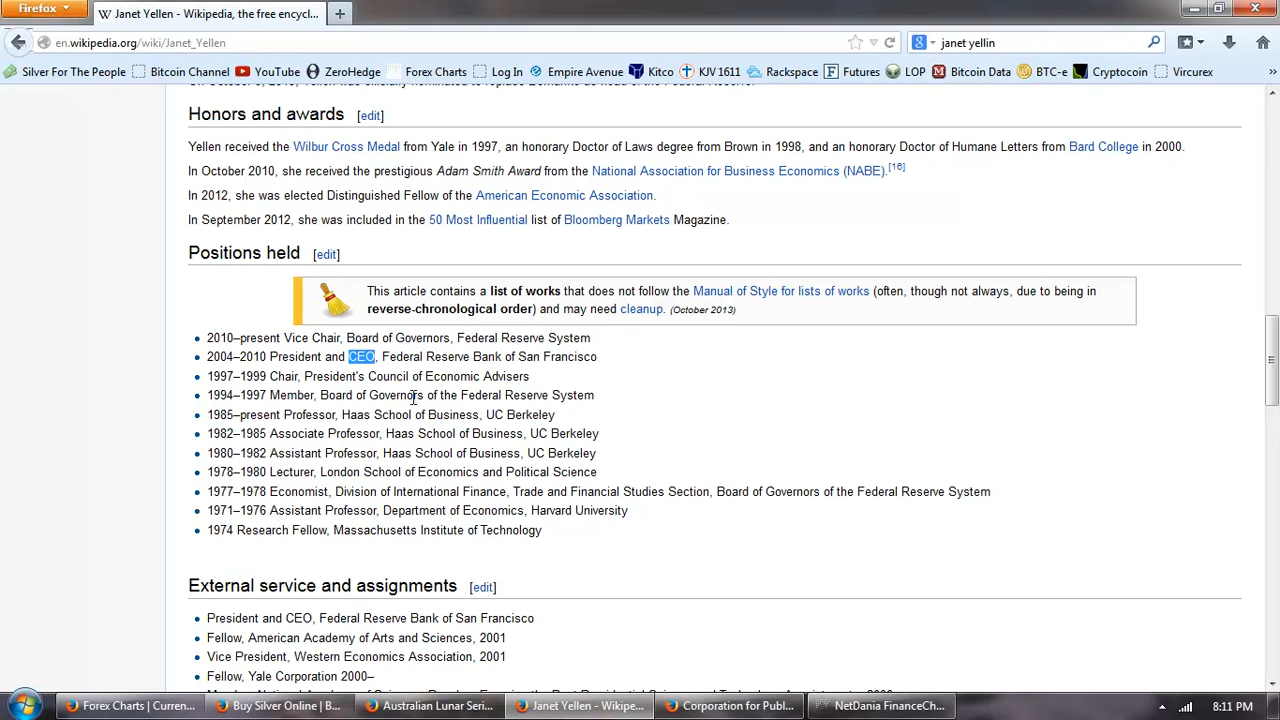 Firefox
Janet Yellen - Wikipedia, the free encycl...
en.wikipedia.org/wiki/Janet_Yellen
janet yellin
Silver For The People Bitcoin Channel YouTube ZeroHedge Forex Charts Log In Empire Avenue Kitco KJV 1611 Rackspace Futures LOP Bitcoin Data BTC-e Cryptocoin Vircurex »
Honors and awards [edit]
Yellen received the Wilbur Cross Medal from Yale in 1997, an honorary Doctor of Laws degree from Brown in 1998, and an honorary Doctor of Humane Letters from Bard College in 2000.
In October 2010, she received the prestigious Adam Smith Award from the National Association for Business Economics (NABE).[16]
In 2012, she was elected Distinguished Fellow of the American Economic Association.
In September 2012, she was included in the 50 Most Influential list of Bloomberg Markets Magazine.
Positions held [edit]
This article contains a list of works that does not follow the Manual of Style for lists of works (often, though not always, due to being in
reverse-chronological order) and may need cleanup. (October 2013)
2010–present Vice Chair, Board of Governors, Federal Reserve System
2004–2010 President and CEO, Federal Reserve Bank of San Francisco
1997–1999 Chair, President's Council of Economic Advisers
1994–1997 Member, Board of Governors of the Federal Reserve System
1985–present Professor, Haas School of Business, UC Berkeley
1982–1985 Associate Professor, Haas School of Business, UC Berkeley
1980–1982 Assistant Professor, Haas School of Business, UC Berkeley
1978–1980 Lecturer, London School of Economics and Political Science
1977–1978 Economist, Division of International Finance, Trade and Financial Studies Section, Board of Governors of the Federal Reserve System
1971–1976 Assistant Professor, Department of Economics, Harvard University
1974 Research Fellow, Massachusetts Institute of Technology
External service and assignments [edit]
President and CEO, Federal Reserve Bank of San Francisco
Fellow, American Academy of Arts and Sciences, 2001
Vice President, Western Economics Association, 2001
Fellow, Yale Corporation 2000–
Forex Charts | Curren... Buy Silver Online | B... Australian Lunar Seri... Janet Yellen - Wikipe... Corporation for Publ... NetDania FinanceCh... 8:11 PM